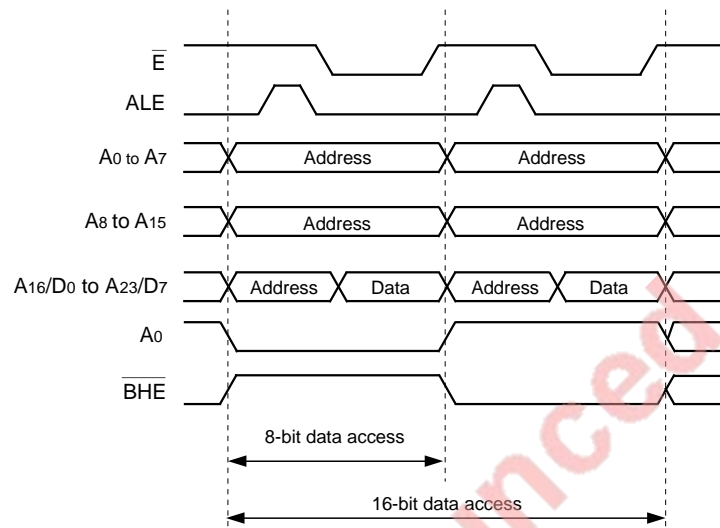 E
ALE
A0 to A7 Address Address
A8 to A15 Address Address
A16/D0 to A23/D7 Address Data Address Data
A0
BHE
8-bit data access
16-bit data access